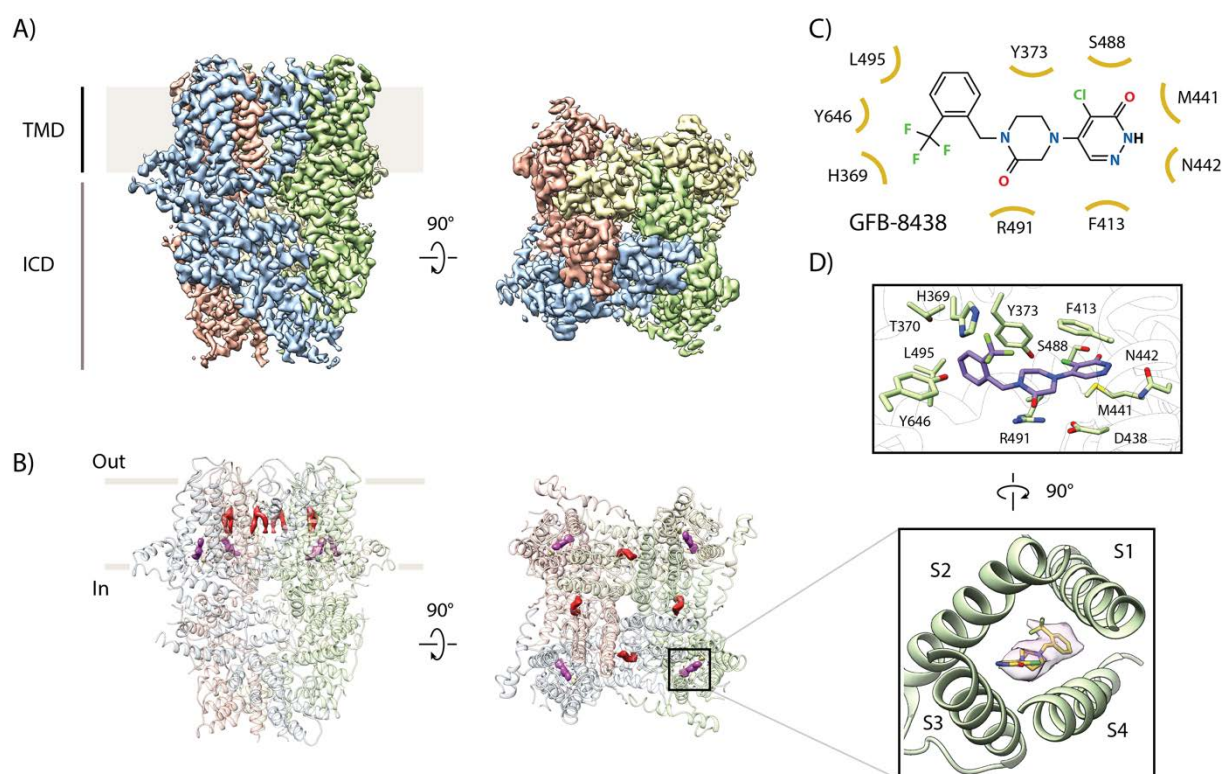 A)
TMD
ICD
90°
B)
Out
In
90°
C)
L495
Y373
S488
Y646
Cl
O
M441
F
F
F
N
N
N
H
N
O
H369
N442
GFB-8438
R491
F413
D)
H369
Y373
F413
T370
L495
S488
N442
Y646
M441
R491
D438
90°
S1
S2
S3
S4